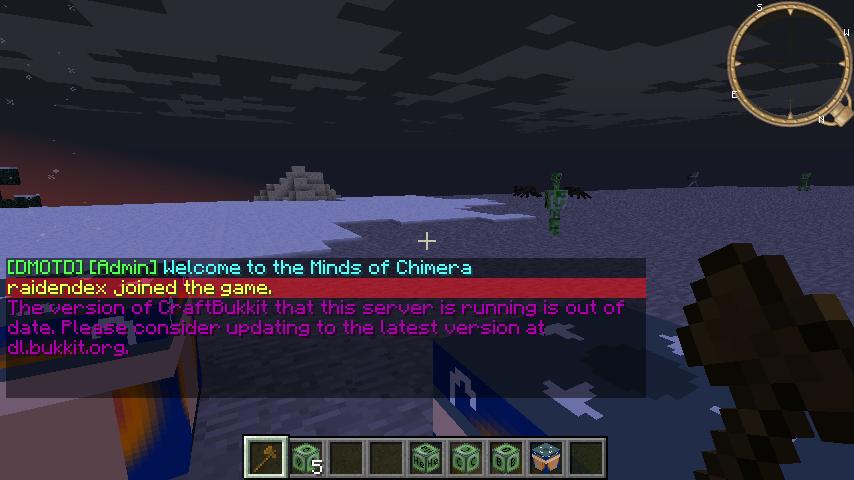 S
W
E
N
[DMOTD] [Admin] Welcome to the Minds of Chimera
raidendex joined the game.
The version of CraftBukkit that this server is running is out of
date. Please consider updating to the latest version at
dl.bukkit.org.
5